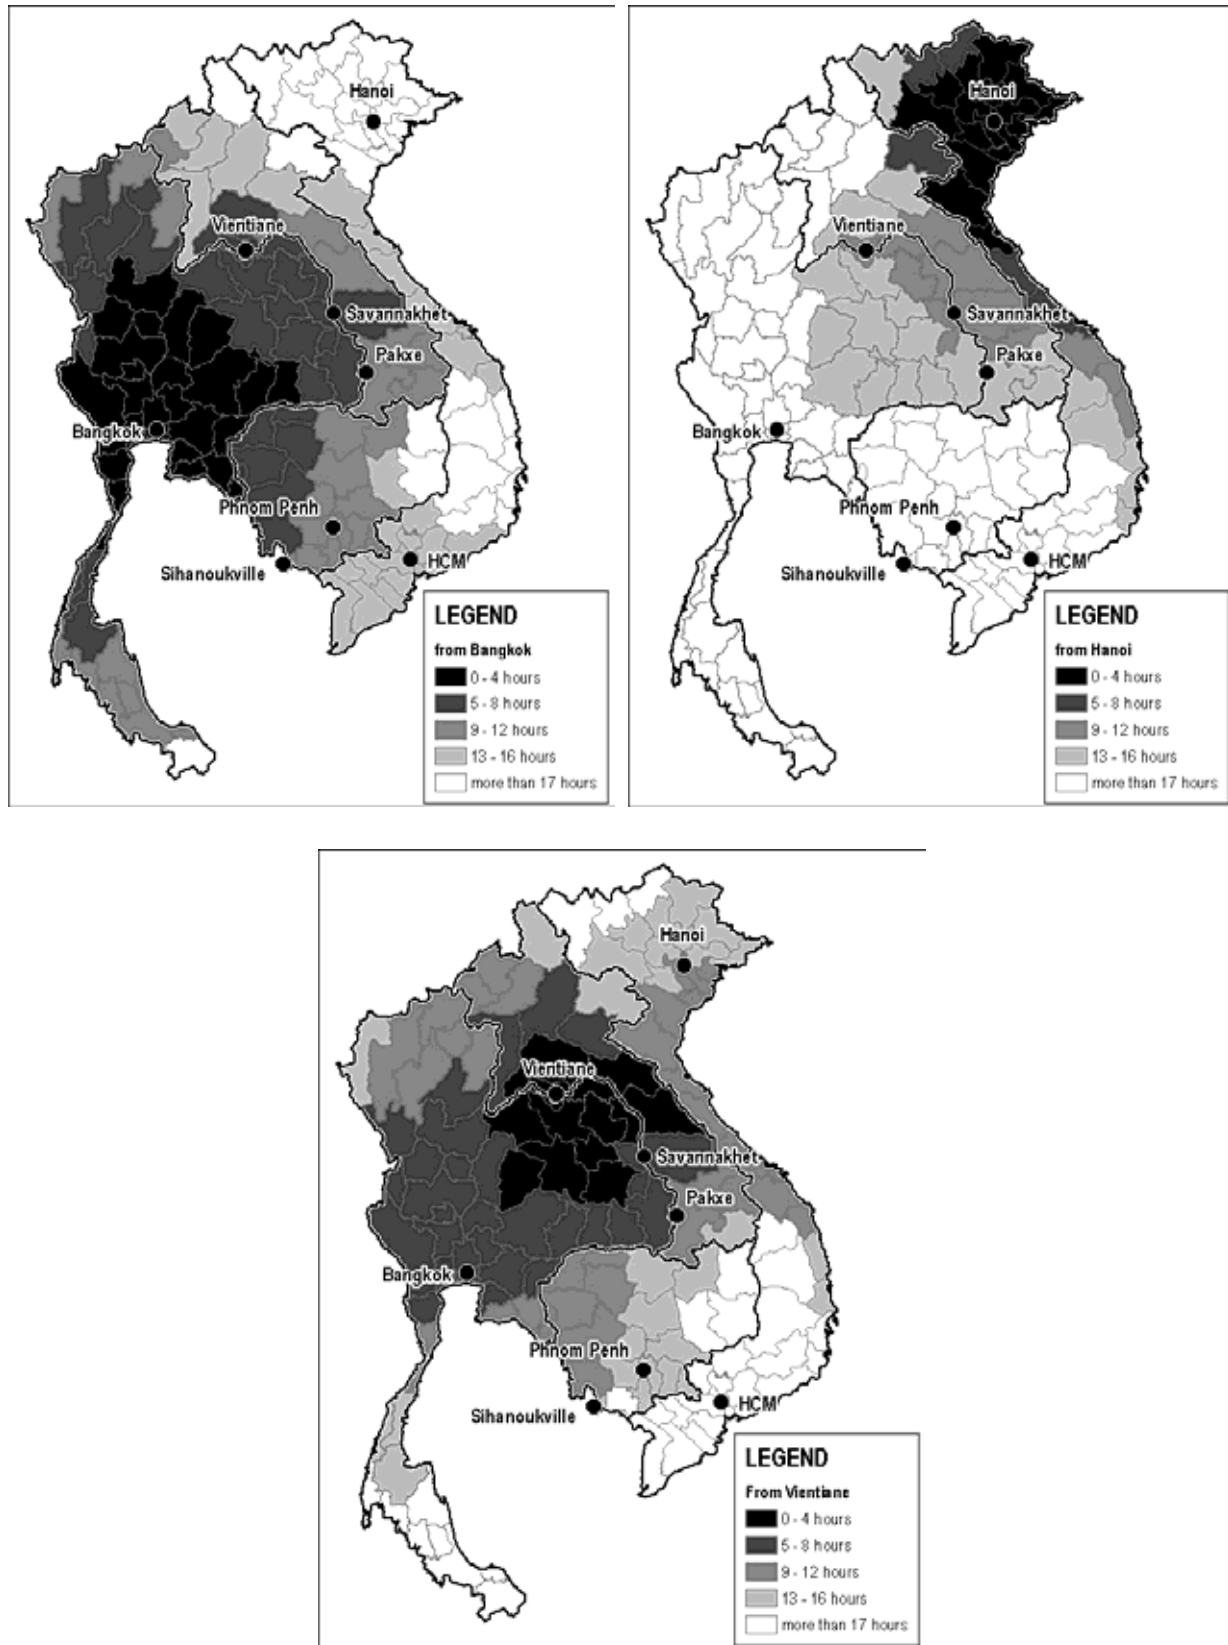 Hanoi
Vientiane
Savannakhet
Pakxe
Bangkok
Phnom Penh
Sihanoukville
HCM
LEGEND
from Bangkok
0 - 4 hours
5 - 8 hours
9 - 12 hours
13 - 16 hours
more than 17 hours
Hanoi
Vientiane
Savannakhet
Pakxe
Bangkok
Phnom Penh
Sihanoukville
HCM
LEGEND
from Hanoi
0 - 4 hours
5 - 8 hours
9 - 12 hours
13 - 16 hours
more than 17 hours
Hanoi
Vientiane
Savannakhet
Pakxe
Bangkok
Phnom Penh
Sihanoukville
HCM
LEGEND
From Vientiane
0 - 4 hours
5 - 8 hours
9 - 12 hours
13 - 16 hours
more than 17 hours